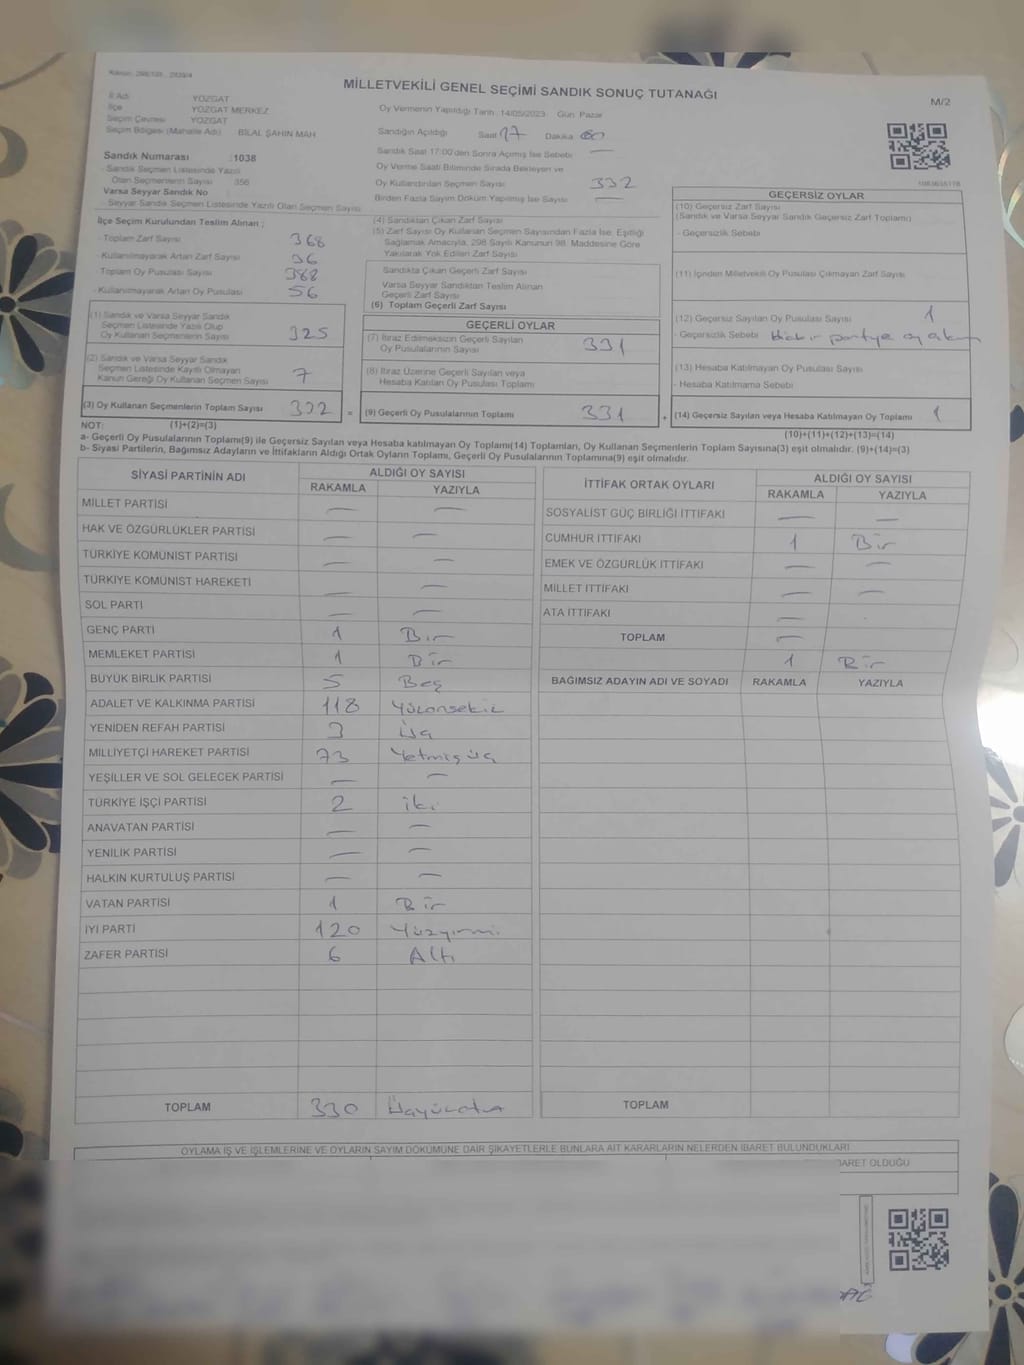 MİLLETVEKİLİ GENEL SEÇİMİ SANDIK SONUÇ TUTANAĞI
M/2
İl Adı YOZGAT
İlçe YOZGAT MERKEZ
Seçim Çevresi YOZGAT
Seçim Bölgesi (Mahalle Adı) BİLAL ŞAHİN MAH
Sandık Numarası :1038
- Sandık Seçmen Listesinde Yazılı
Olan Seçmenlerin Sayısı 356
Varsa Seyyar Sandık No
- Seyyar Sandık Seçmen Listesinde Yazılı Olan Seçmen Sayısı
Oy Vermenin Yapıldığı Tarih: 14/05/2023 Gün Pazar
Sandığın Açıldığı Saat 17 Dakika
Sandık Saat 17:00'den Sonra Açılmış İse Sebebi —
Oy Verme Saati Bitiminde Sırada Bekleyen ve
Oy Kullandırılan Seçmen Sayısı 332
Birden Fazla Sayım Döküm Yapılmış İse Sayısı —
İlçe Seçim Kurulundan Teslim Alınan ;
- Toplam Zarf Sayısı 368
- Kullanılmayarak Artan Zarf Sayısı 36
Toplam Oy Pusulası Sayısı 388
- Kullanılmayarak Artan Oy Pusulası 56
(1) Sandık ve Varsa Seyyar Sandık
Seçmen Listesinde Yazılı Olup
Oy Kullanan Seçmenlerin Sayısı 325
(2) Sandık ve Varsa Seyyar Sandık
Seçmen Listesinde Kayıtlı Olmayan
Kanun Gereği Oy Kullanan Seçmen Sayısı 7
(3) Oy Kullanan Seçmenlerin Toplam Sayısı 332 =
(4) Sandıktan Çıkan Zarf Sayısı
(5) Zarf Sayısı Oy Kullanan Seçmen Sayısından Fazla İse, Eşitliği
Sağlamak Amacıyla, 298 Sayılı Kanunun 98. Maddesine Göre
Yakılarak Yok Edilen Zarf Sayısı
Sandıkta Çıkan Geçerli Zarf Sayısı
Varsa Seyyar Sandıktan Teslim Alınan
Geçerli Zarf Sayısı
(6) Toplam Geçerli Zarf Sayısı
GEÇERLİ OYLAR
(7) İtiraz Edilmeksizin Geçerli Sayılan
Oy Pusulalarının Sayısı 331
(8) İtiraz Üzerine Geçerli Sayılan veya
Hesaba Katılan Oy Pusulası Toplamı
(9) Geçerli Oy Pusulalarının Toplamı 331 +
GEÇERSİZ OYLAR
(10) Geçersiz Zarf Sayısı
(Sandık ve Varsa Seyyar Sandık Geçersiz Zarf Toplamı)
- Geçersizlik Sebebi
(11) İçinden Milletvekili Oy Pusulası Çıkmayan Zarf Sayısı
(12) Geçersiz Sayılan Oy Pusulası Sayısı 1
- Geçersizlik Sebebi
(13) Hesaba Katılmayan Oy Pusulası Sayısı
- Hesaba Katılmama Sebebi
(14) Geçersiz Sayılan veya Hesaba Katılmayan Oy Toplamı 1
NOT: (1)+(2)=(3)
(10)+(11)+(12)+(13)=(14)
a- Geçerli Oy Pusulalarının Toplamı(9) ile Geçersiz Sayılan veya Hesaba katılmayan Oy Toplamı(14) Toplamları, Oy Kullanan Seçmenlerin Toplam Sayısına(3) eşit olmalıdır. (9)+(14)=(3)
b- Siyasi Partilerin, Bağımsız Adayların ve İttifakların Aldığı Ortak Oyların Toplamı, Geçerli Oy Pusulalarının Toplamına(9) eşit olmalıdır.
SİYASİ PARTİNİN ADI ALDIĞI OY SAYISI
RAKAMLA YAZIYLA
MİLLET PARTİSİ — —
HAK VE ÖZGÜRLÜKLER PARTİSİ — —
TÜRKİYE KOMÜNİST PARTİSİ — —
TÜRKİYE KOMÜNİST HAREKETİ — —
SOL PARTİ — —
GENÇ PARTİ 1 Bir
MEMLEKET PARTİSİ 1 Bir
BÜYÜK BİRLİK PARTİSİ 5 Beş
ADALET VE KALKINMA PARTİSİ 118 Yüzonsekiz
YENİDEN REFAH PARTİSİ 3 Üç
MİLLİYETÇİ HAREKET PARTİSİ 73 Yetmişüç
YEŞİLLER VE SOL GELECEK PARTİSİ — —
TÜRKİYE İŞÇİ PARTİSİ 2 iki
ANAVATAN PARTİSİ — —
YENİLİK PARTİSİ — —
HALKIN KURTULUŞ PARTİSİ — —
VATAN PARTİSİ 1 Bir
İYİ PARTİ 120 Yüzyirmi
ZAFER PARTİSİ 6 Altı
TOPLAM 330 Üçyüzotuz
İTTİFAK ORTAK OYLARI ALDIĞI OY SAYISI
RAKAMLA YAZIYLA
SOSYALİST GÜÇ BİRLİĞİ İTTİFAKI — —
CUMHUR İTTİFAKI 1 Bir
EMEK VE ÖZGÜRLÜK İTTİFAKI — —
MİLLET İTTİFAKI — —
ATA İTTİFAKI —
TOPLAM —
1 Bir
BAĞIMSIZ ADAYIN ADI VE SOYADI RAKAMLA YAZIYLA
TOPLAM
OYLAMA İŞ VE İŞLEMLERİNE VE OYLARIN SAYIM DÖKÜMÜNE DAİR ŞİKAYETLERLE BUNLARA AİT KARARLARIN NELERDEN İBARET BULUNDUKLARI
BARET OLDUĞU